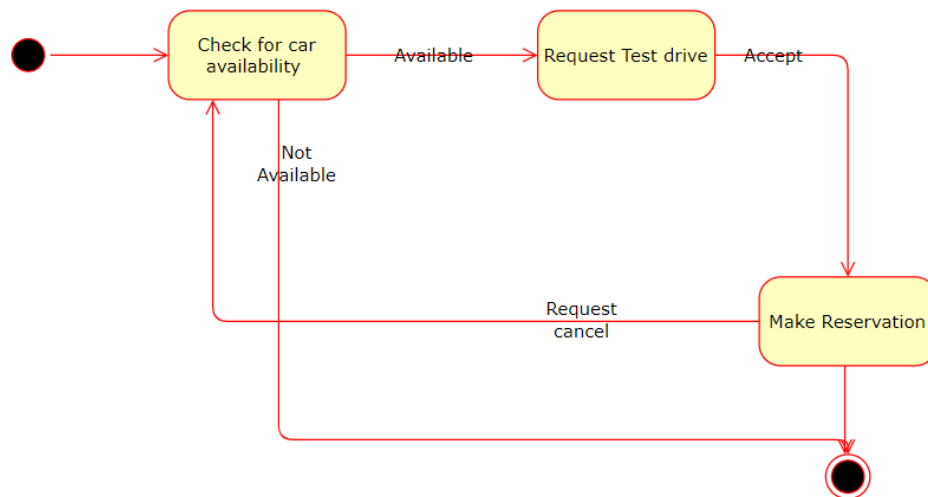 Check for car
availability
Available
Request Test drive
Accept
Not
Available
Request
cancel
Make Reservation